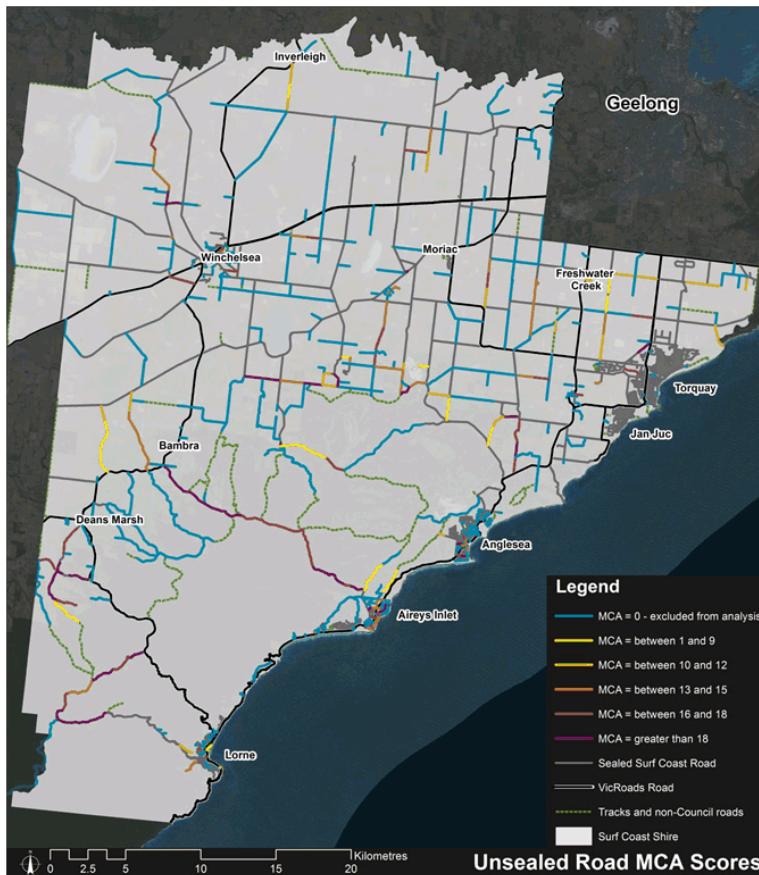 Inverleigh
Geelong
Winchelsea
Moriac
Freshwater
Creek
Torquay
Jan Juc
Bambra
Deans Marsh
Anglesea
Aireys Inlet
Lorne
Legend
MCA = 0 - excluded from analysis
MCA = between 1 and 9
MCA = between 10 and 12
MCA = between 13 and 15
MCA = between 16 and 18
MCA = greater than 18
Sealed Surf Coast Road
VicRoads Road
Tracks and non-Council roads
Surf Coast Shire
Kilometres
0 2.5 5 10 15 20
Unsealed Road MCA Scores